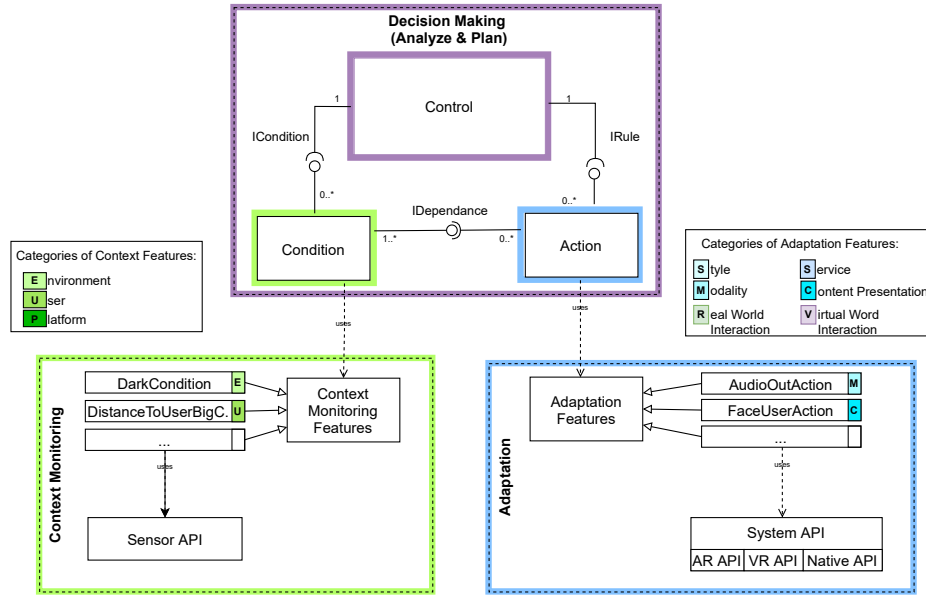 Decision Making
(Analyze & Plan)
Control
1
1
ICondition
IRule
0..*
0..*
IDependance
1..*
0..*
Condition
Action
Categories of Context Features:
E nvironment
U ser
P latform
Categories of Adaptation Features:
S tyle
S ervice
M odality
C ontent Presentation
R eal World
Interaction
V irtual Word
Interaction
uses
uses
Context Monitoring
DarkCondition
E
DistanceToUserBigC.
U
...
Context
Monitoring
Features
uses
Sensor API
Adaptation
Adaptation
Features
AudioOutAction
M
FaceUserAction
C
...
uses
System API
AR API
VR API
Native API